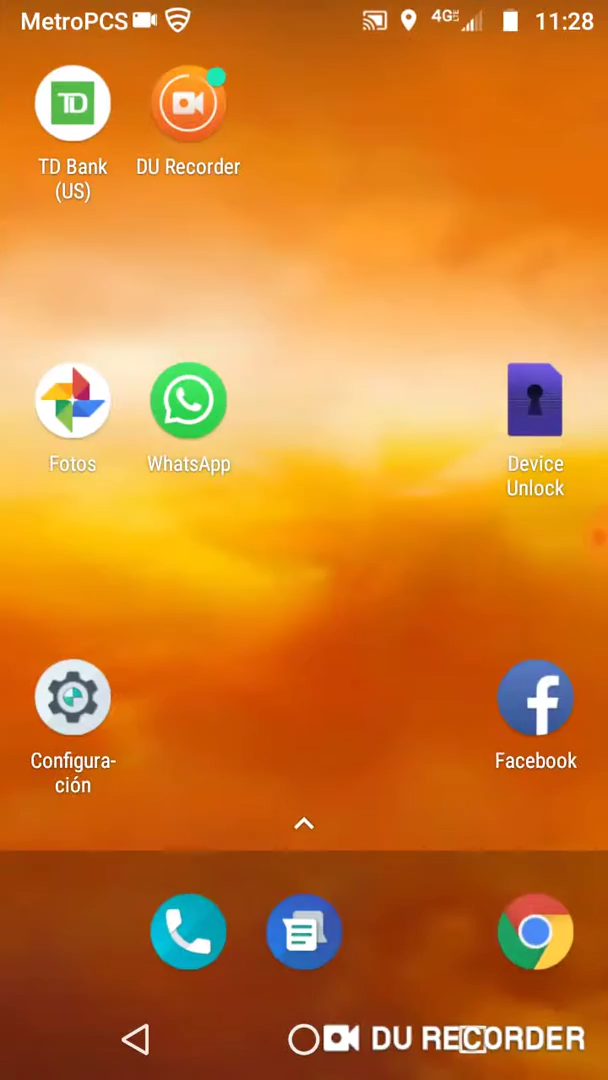 MetroPCS 4G LTE 11:28
TD
TD Bank
(US)
DU Recorder
Fotos
WhatsApp
Device
Unlock
Configura-
ción
Facebook
DU RECORDER